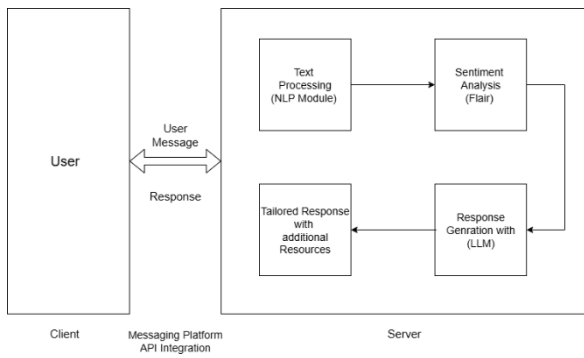 User
User
Message
Response
Text
Processing
(NLP Module)
Sentiment
Analysis
(Flair)
Tailored Response
with
additional
Resources
Response
Genration with
(LLM)
Client
Messaging Platform
API Integration
Server